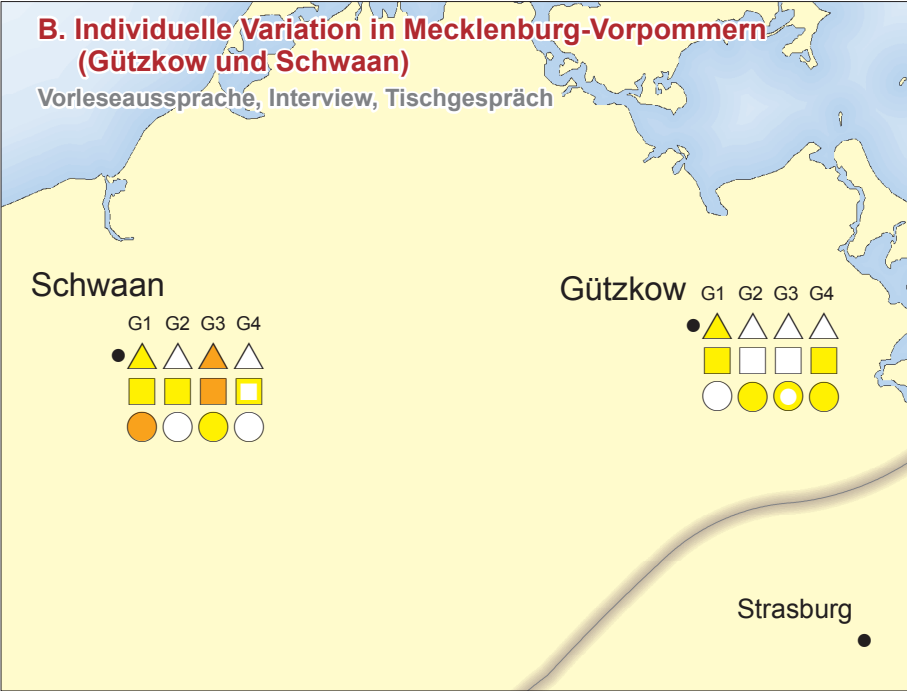 B. Individuelle Variation in Mecklenburg-Vorpommern
(Gützkow und Schwaan)
Vorleseaussprache, Interview, Tischgespräch
Schwaan
G1 G2 G3 G4
Gützkow
G1 G2 G3 G4
Strasburg